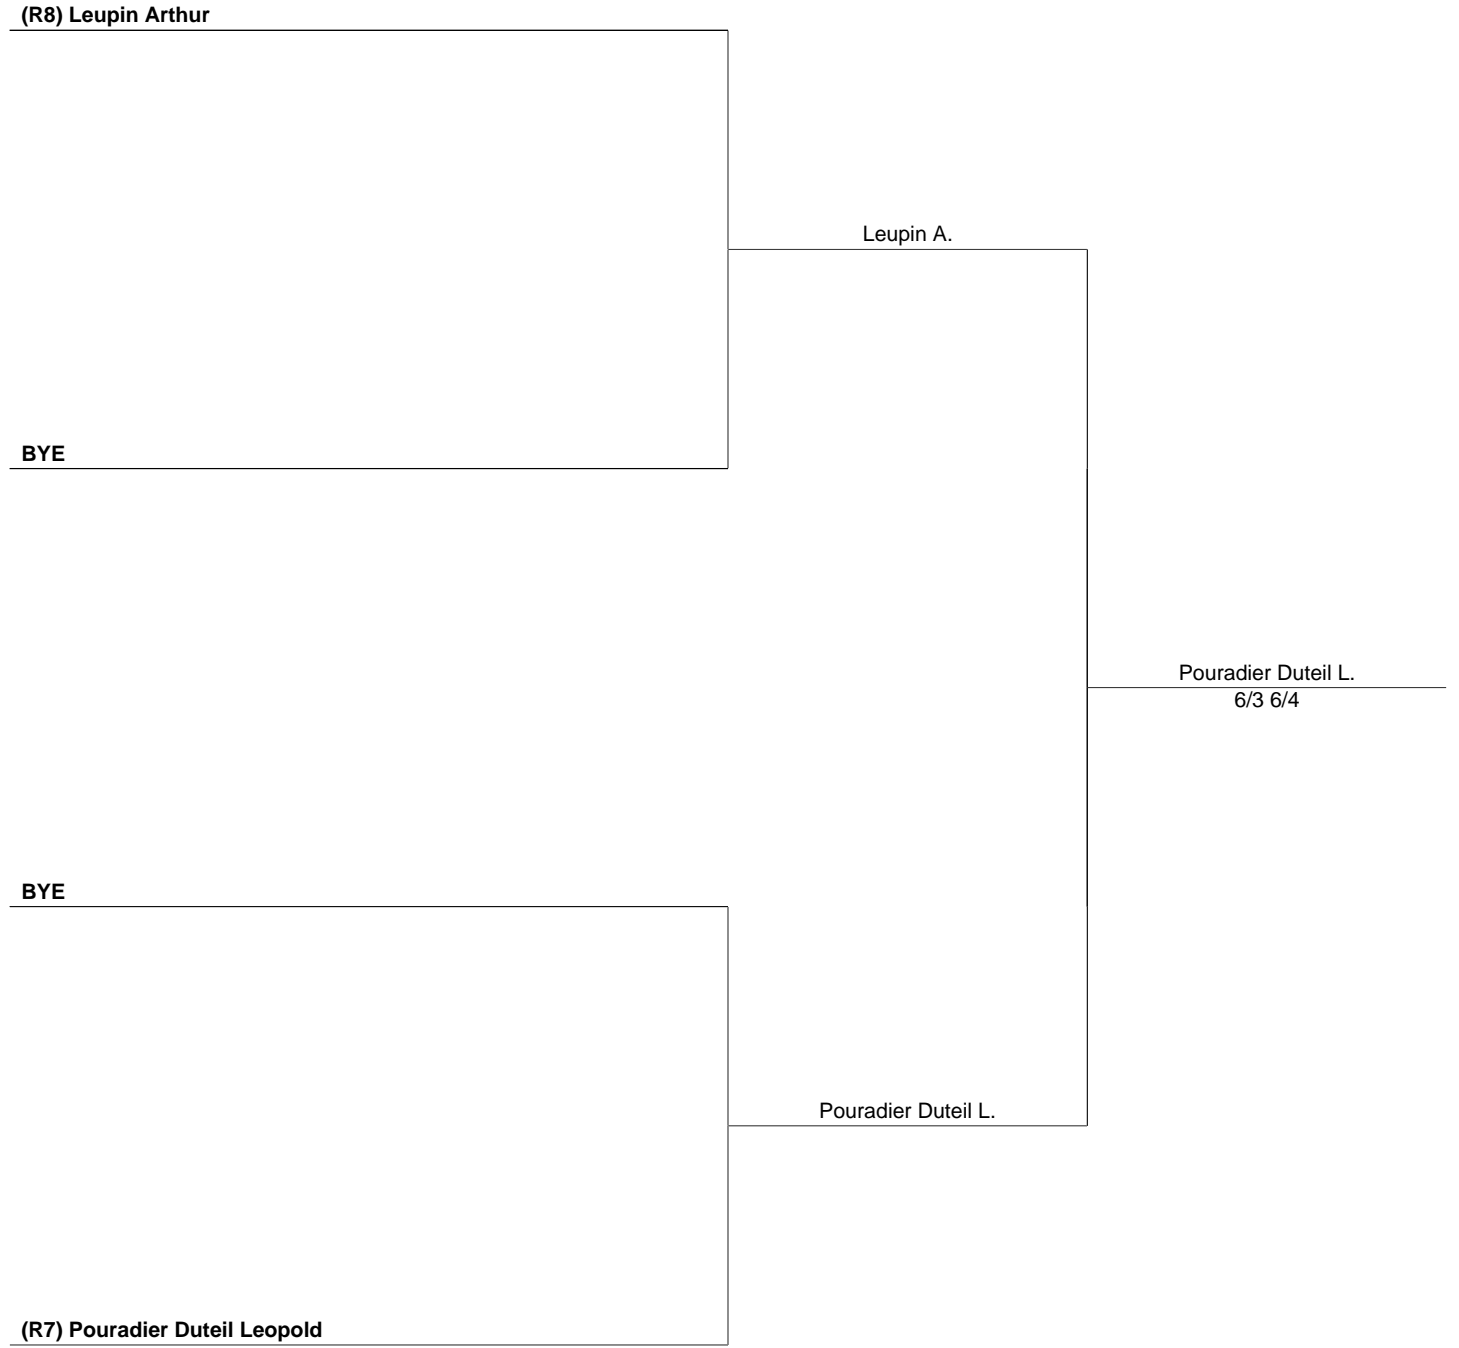 (R8) Leupin Arthur
Leupin A.
BYE
Pouradier Duteil L.
6/3 6/4
BYE
Pouradier Duteil L.
(R7) Pouradier Duteil Leopold